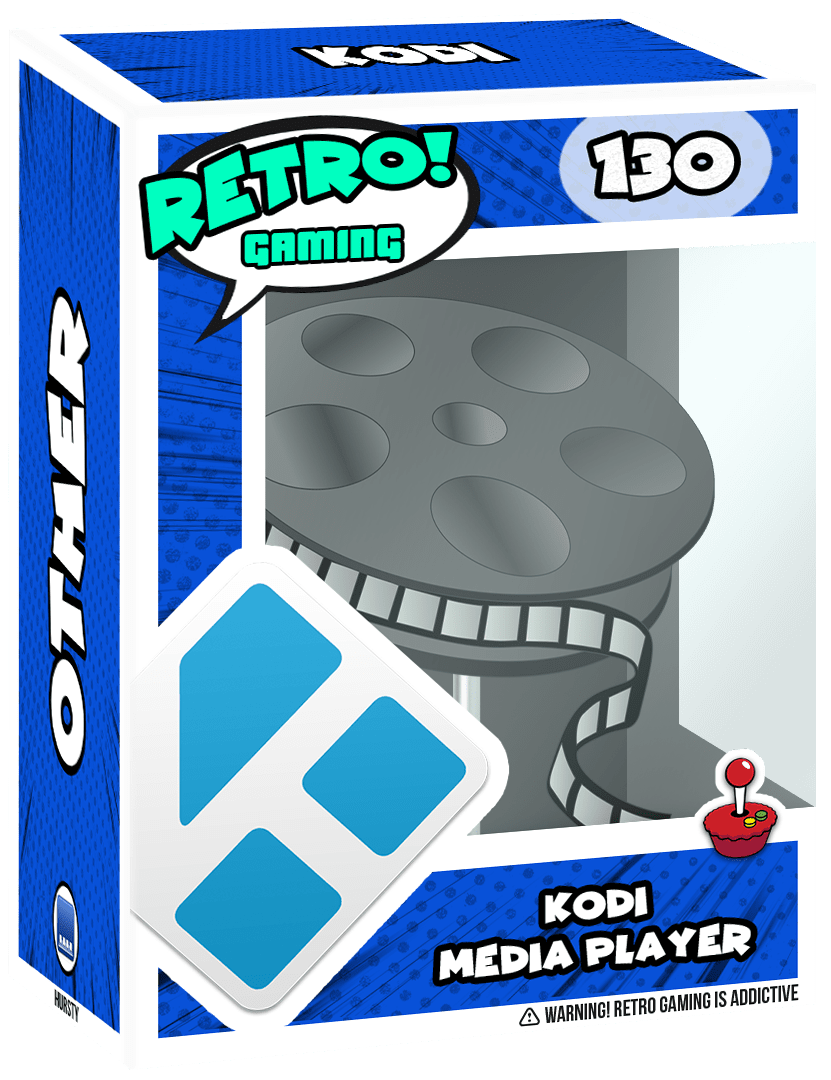 KODI
RETRO!
GAMING
130
OTHER
HURSTY
KODI
MEDIA PLAYER
WARNING! RETRO GAMING IS ADDICTIVE